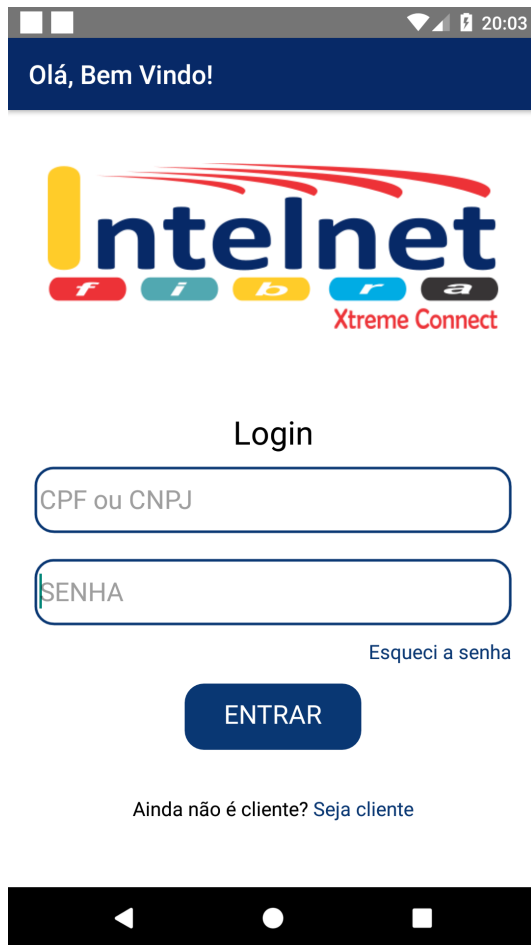 20:03
Olá, Bem Vindo!
Intelnet
f i b r a
Xtreme Connect
Login
CPF ou CNPJ
SENHA
Esqueci a senha
ENTRAR
Ainda não é cliente? Seja cliente